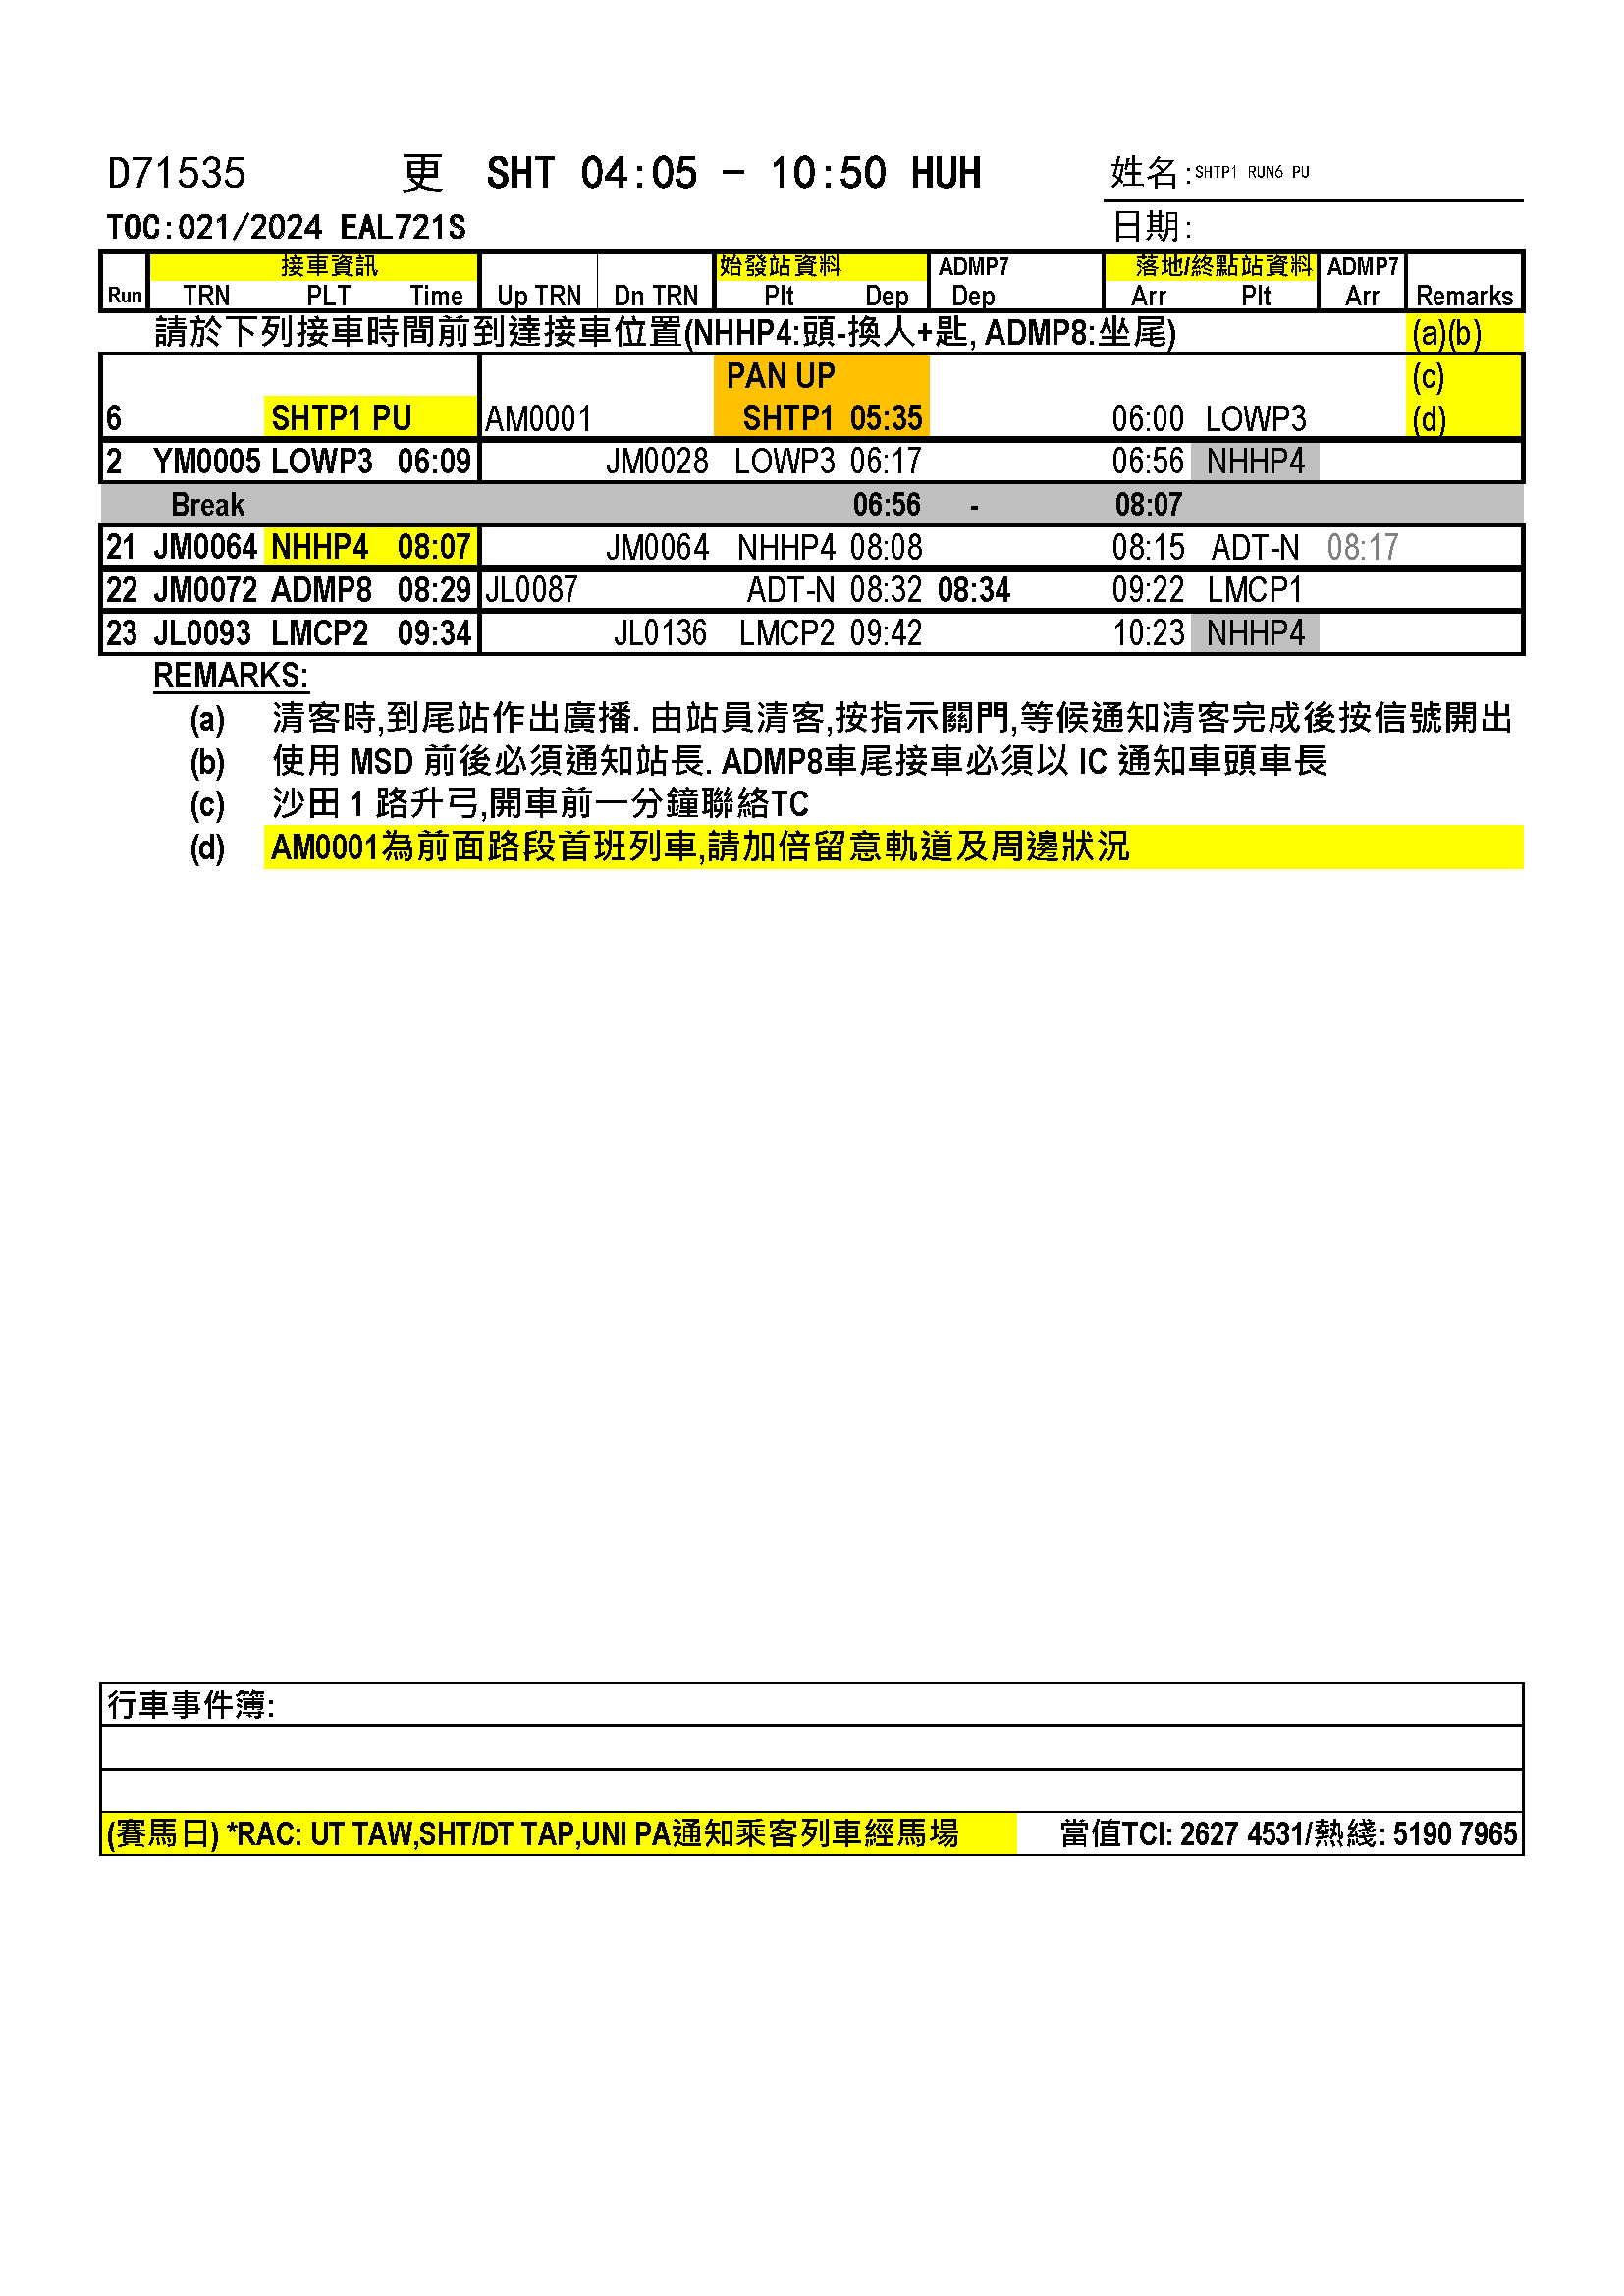 D71535 更 SHT 04:05 - 10:50 HUH 姓名:SHTP1 RUN6 PU
TOC:021/2024 EAL721S 日期:
接車資訊 始發站資料 ADMP7 落地/終點站資料 ADMP7
Run TRN PLT Time Up TRN Dn TRN Plt Dep Dep Arr Plt Arr Remarks
請於下列接車時間前到達接車位置(NHHP4:頭-換人+匙, ADMP8:坐尾) (a)(b)
PAN UP (c)
6 SHTP1 PU AM0001 SHTP1 05:35 06:00 LOWP3 (d)
2 YM0005 LOWP3 06:09 JM0028 LOWP3 06:17 06:56 NHHP4
Break 06:56 - 08:07
21 JM0064 NHHP4 08:07 JM0064 NHHP4 08:08 08:15 ADT-N 08:17
22 JM0072 ADMP8 08:29 JL0087 ADT-N 08:32 08:34 09:22 LMCP1
23 JL0093 LMCP2 09:34 JL0136 LMCP2 09:42 10:23 NHHP4
REMARKS:
(a) 清客時,到尾站作出廣播. 由站員清客,按指示關門,等候通知清客完成後按信號開出
(b) 使用 MSD 前後必須通知站長. ADMP8車尾接車必須以 IC 通知車頭車長
(c) 沙田 1 路升弓,開車前一分鐘聯絡TC
(d) AM0001為前面路段首班列車,請加倍留意軌道及周邊狀況
行車事件簿:
(賽馬日) *RAC: UT TAW,SHT/DT TAP,UNI PA通知乘客列車經馬場 當值TCI: 2627 4531/熱綫: 5190 7965